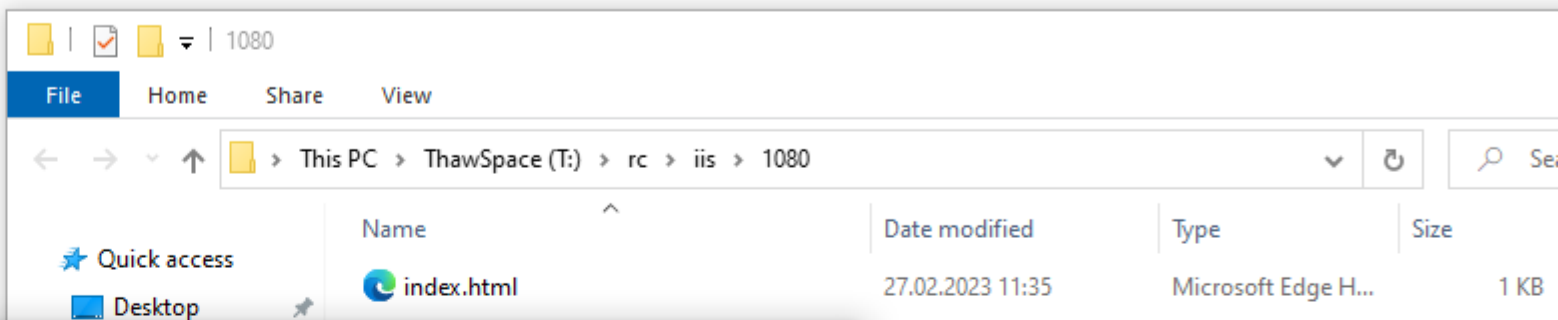 1080
File Home Share View
This PC > ThawSpace (T:) > rc > iis > 1080
Name Date modified Type Size
Quick access
index.html 27.02.2023 11:35 Microsoft Edge H... 1 KB
Desktop